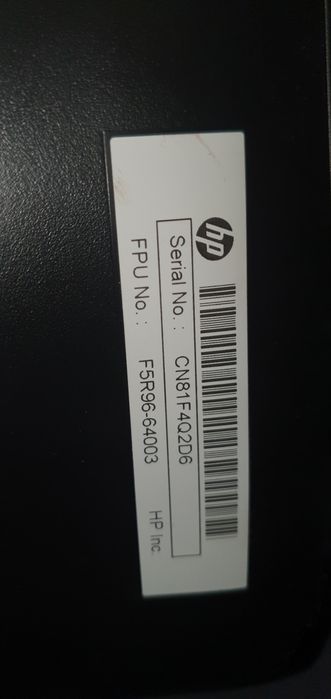 hp
Serial No. : CN81F4Q2D6
FPU No. : F5R96-64003 HP Inc.